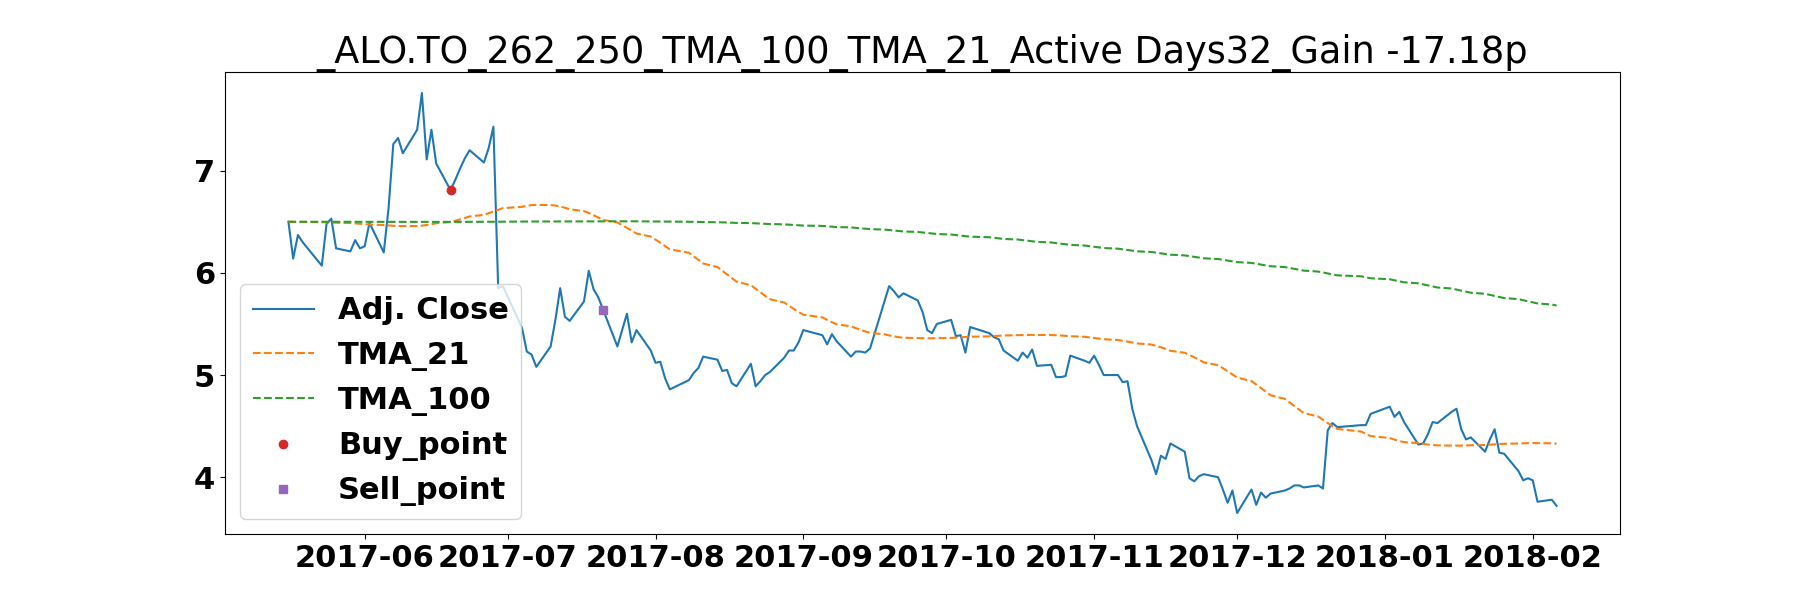 _ALO.TO_262_250_TMA_100_TMA_21_Active Days32_Gain -17.18p
7
6
5
4
Adj. Close
TMA_21
TMA_100
Buy_point
Sell_point
2017-06 2017-07 2017-08 2017-09 2017-10 2017-11 2017-12 2018-01 2018-02